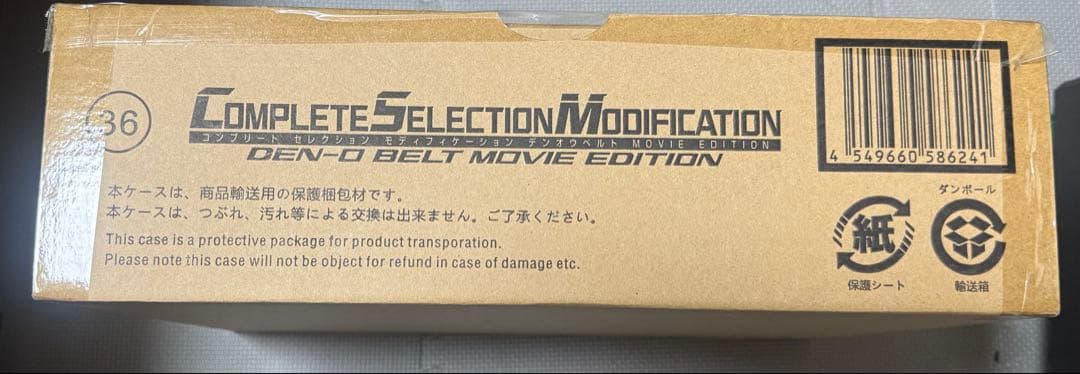 36
COMPLETE SELECTION MODIFICATION
コンプリート セレクション モディフィケーション デンオウベルト MOVIE EDITION
DEN-O BELT MOVIE EDITION
本ケースは、商品輸送用の保護梱包材です。
本ケースは、つぶれ、汚れ等による交換は出来ません。ご了承ください。
This case is a protective package for product transporation.
Please note this case will not be object for refund in case of damage etc.
4 549660 586241
ダンボール
紙
保護シート
輸送箱